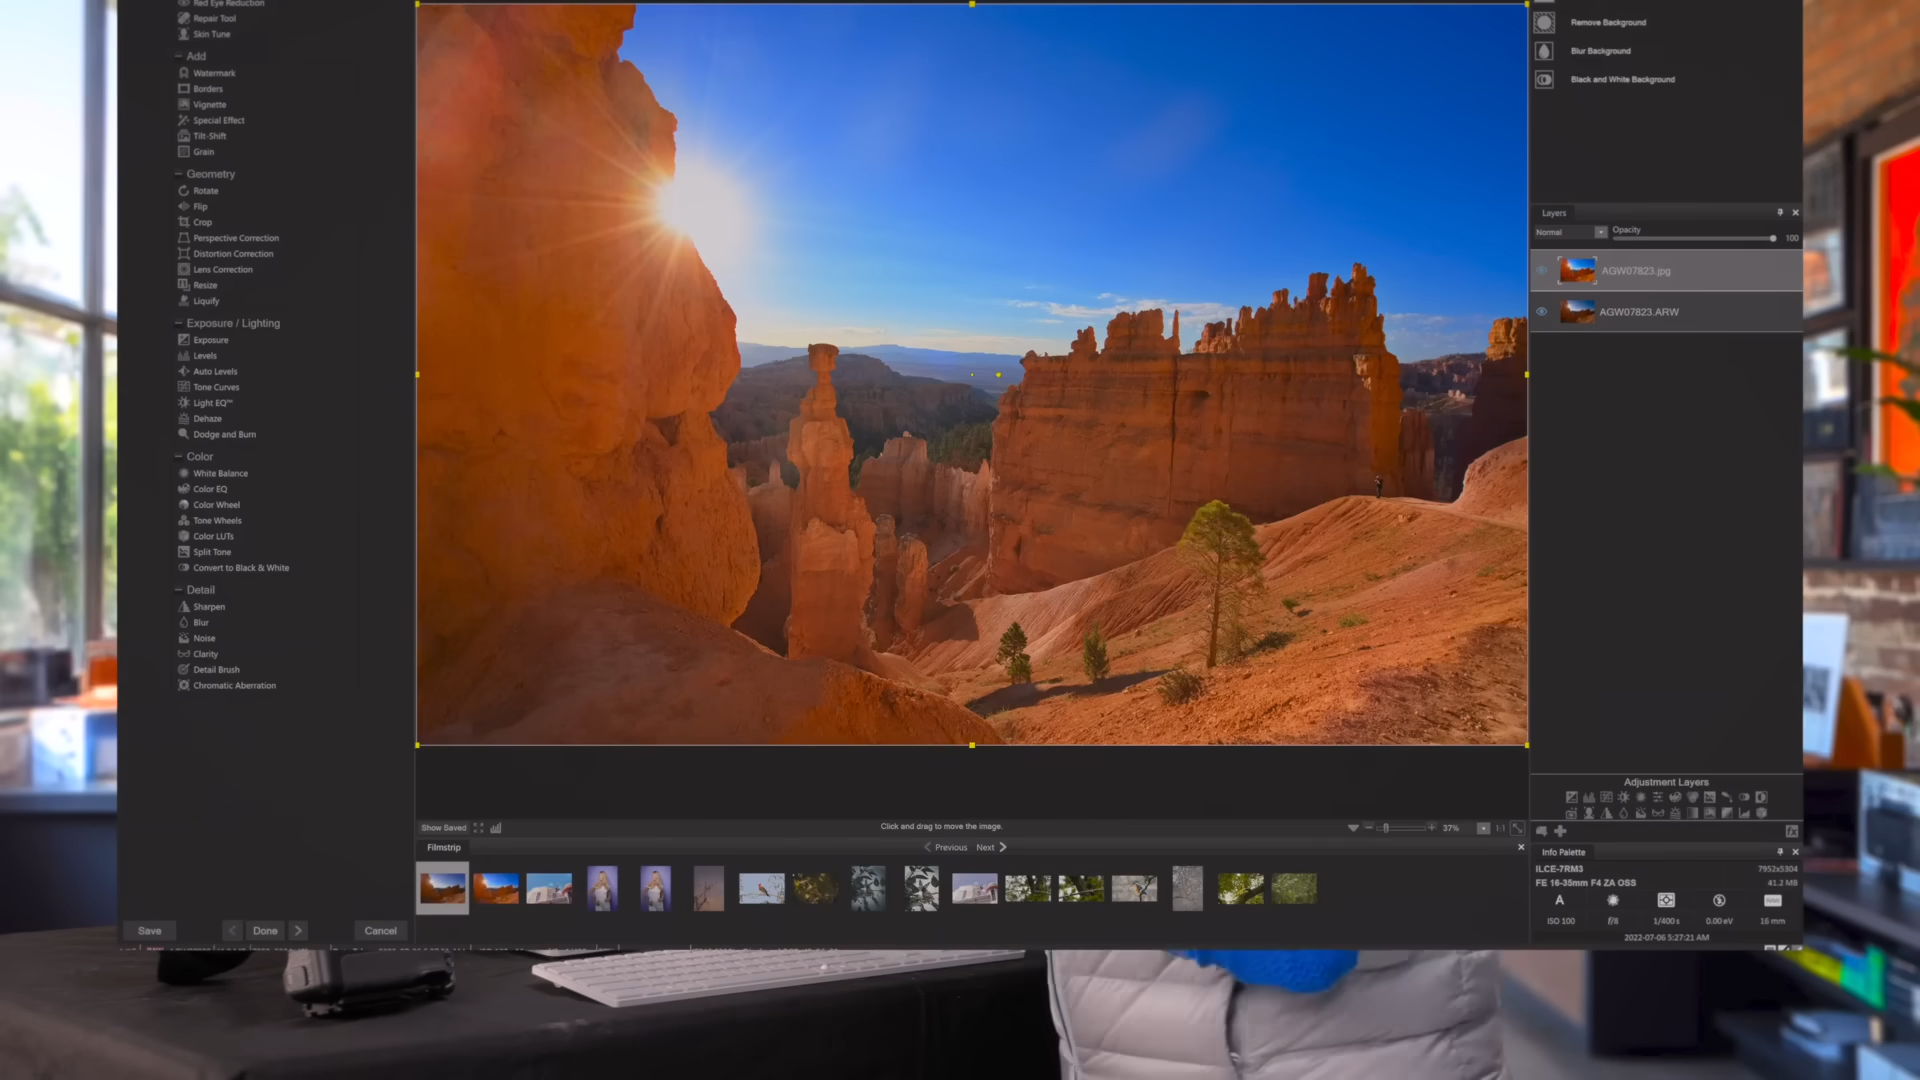 Red Eye Reduction
Repair Tool
Skin Tune
Add
Watermark
Borders
Vignette
Special Effect
Tilt-Shift
Grain
Geometry
Rotate
Flip
Crop
Perspective Correction
Distortion Correction
Lens Correction
Resize
Liquify
Exposure / Lighting
Exposure
Levels
Auto Levels
Tone Curves
Light EQ™
Dehaze
Dodge and Burn
Color
White Balance
Color EQ
Color Wheel
Tone Wheels
Color LUTs
Split Tone
Convert to Black & White
Detail
Sharpen
Blur
Noise
Clarity
Detail Brush
Chromatic Aberration
Save
Done
Cancel
Show Saved
Click and drag to move the image.
37%
1:1
Filmstrip
Previous Next
Remove Background
Blur Background
Black and White Background
Layers
Normal
Opacity
100
AGW07823.jpg
AGW07823.ARW
Adjustment Layers
fx
Info Palette
ILCE-7RM3 7952x5304
FE 16-35mm F4 ZA OSS 41.2 MB
A
ISO 100 f/8 1/400 s 0.00 eV 16 mm
2022-07-06 5:27:21 AM